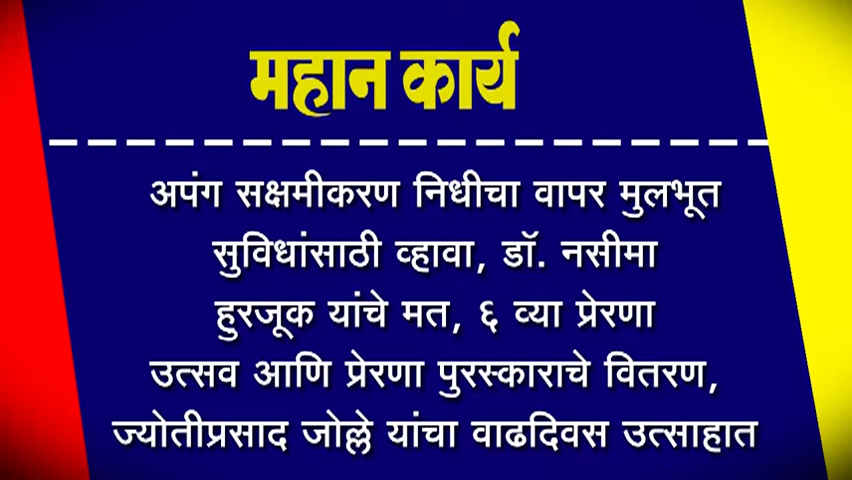 महान कार्य
अपंग सक्षमीकरण निधीचा वापर मुलभूत
सुविधांसाठी व्हावा, डॉ. नसीमा
हुरजूक यांचे मत, ६ व्या प्रेरणा
उत्सव आणि प्रेरणा पुरस्काराचे वितरण,
ज्योतीप्रसाद जोल्ले यांचा वाढदिवस उत्साहात